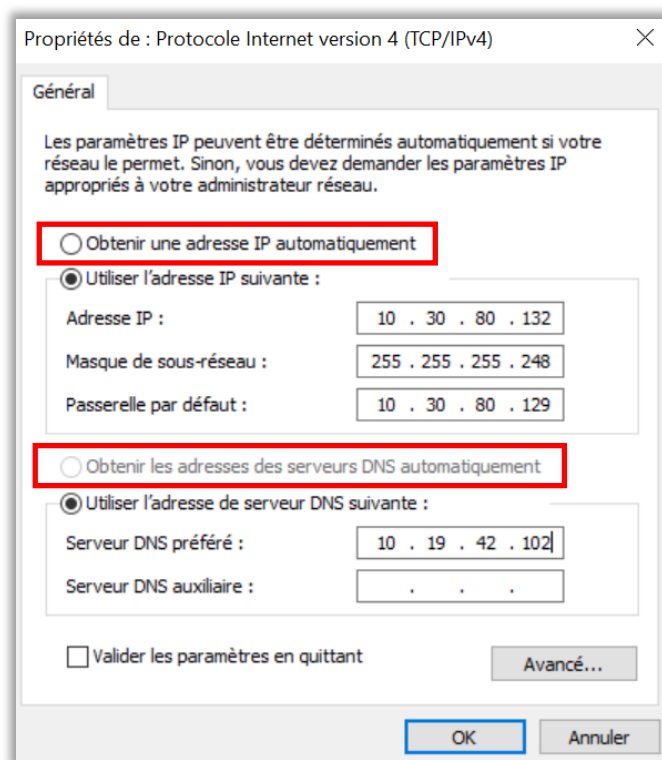 Propriétés de : Protocole Internet version 4 (TCP/IPv4)
Général
Les paramètres IP peuvent être déterminés automatiquement si votre
réseau le permet. Sinon, vous devez demander les paramètres IP
appropriés à votre administrateur réseau.
Obtenir une adresse IP automatiquement
Utiliser l'adresse IP suivante :
Adresse IP : 10 . 30 . 80 . 132
Masque de sous-réseau : 255 . 255 . 255 . 248
Passerelle par défaut : 10 . 30 . 80 . 129
Obtenir les adresses des serveurs DNS automatiquement
Utiliser l'adresse de serveur DNS suivante :
Serveur DNS préféré : 10 . 19 . 42 . 102
Serveur DNS auxiliaire : . . .
Valider les paramètres en quittant
Avancé...
OK Annuler